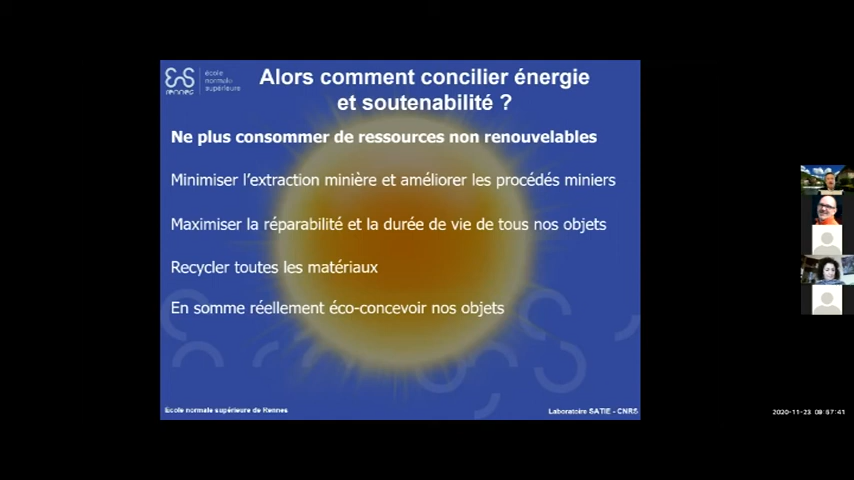 ENS
RENNES
école
normale
supérieure
Alors comment concilier énergie
et soutenabilité ?
Ne plus consommer de ressources non renouvelables
Minimiser l'extraction minière et améliorer les procédés miniers
Maximiser la réparabilité et la durée de vie de tous nos objets
Recycler toutes les matériaux
En somme réellement éco-concevoir nos objets
Ecole normale supérieure de Rennes
Laboratoire SATIE - CNRS
2020-11-23 09:57:41